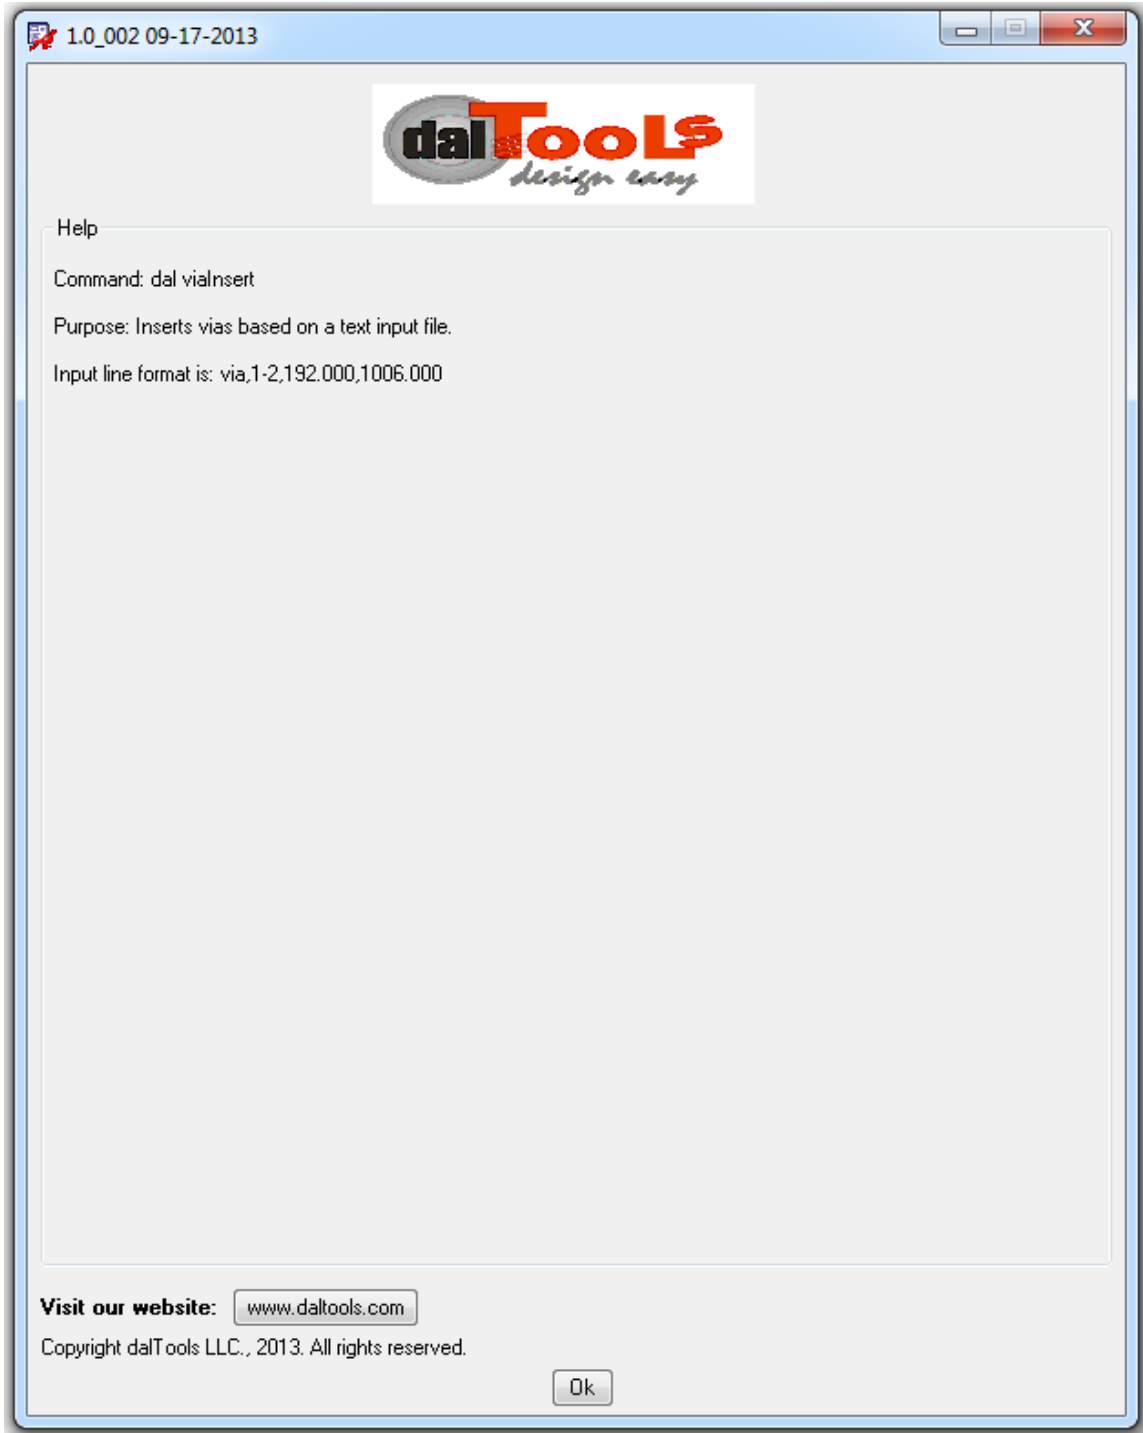 1.0_002 09-17-2013
dalTooLS
design easy
Help
Command: dal viaInsert
Purpose: Inserts vias based on a text input file.
Input line format is: via,1-2,192.000,1006.000
Visit our website: www.daltools.com
Copyright dalTools LLC., 2013. All rights reserved.
Ok